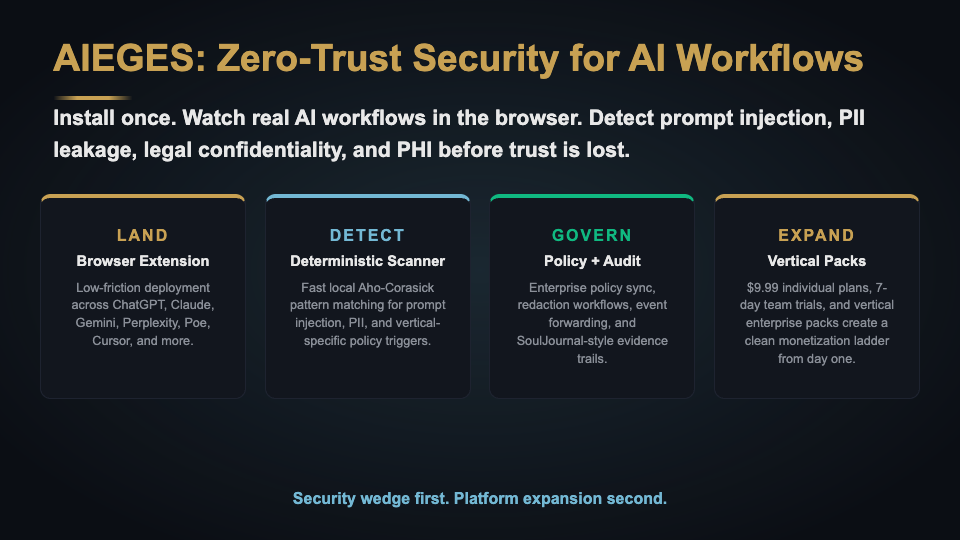 AIEGES: Zero-Trust Security for AI Workflows
Install once. Watch real AI workflows in the browser. Detect prompt injection, PII
leakage, legal confidentiality, and PHI before trust is lost.
LAND
Browser Extension
Low-friction deployment
across ChatGPT, Claude,
Gemini, Perplexity, Poe,
Cursor, and more.
DETECT
Deterministic Scanner
Fast local Aho-Corasick
pattern matching for prompt
injection, PII, and vertical-
specific policy triggers.
GOVERN
Policy + Audit
Enterprise policy sync,
redaction workflows, event
forwarding, and
SoulJournal-style evidence
trails.
EXPAND
Vertical Packs
$9.99 individual plans, 7-
day team trials, and vertical
enterprise packs create a
clean monetization ladder
from day one.
Security wedge first. Platform expansion second.